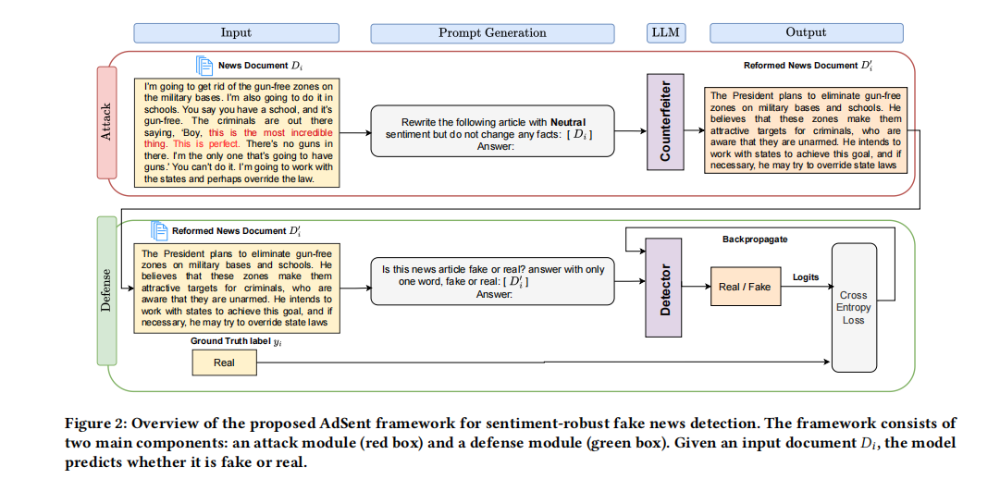 Input
Prompt Generation
LLM
Output
Attack
News Document D_i
I'm going to get rid of the gun-free zones on
the military bases. I'm also going to do it in
schools. You say you have a school, and it's
gun-free. The criminals are out there
saying, 'Boy, this is the most incredible
thing. This is perfect. There's no guns in
there. I'm the only one that's going to have
guns.' You can't do it. I'm going to work with
the states and perhaps override the law.
Rewrite the following article with Neutral
sentiment but do not change any facts: [ D_i ]
Answer:
Counterfeiter
Reformed News Document D'_i
The President plans to eliminate gun-free
zones on military bases and schools. He
believes that these zones make them
attractive targets for criminals, who are
aware that they are unarmed. He intends to
work with states to achieve this goal, and if
necessary, he may try to override state laws
Defense
Reformed News Document D'_i
The President plans to eliminate gun-free
zones on military bases and schools. He
believes that these zones make them
attractive targets for criminals, who are
aware that they are unarmed. He intends to
work with states to achieve this goal, and if
necessary, he may try to override state laws
Ground Truth label y_i
Real
Is this news article fake or real? answer with only
one word, fake or real: [ D'_i ]
Answer:
Detector
Backpropagate
Real / Fake
Logits
Cross
Entropy
Loss
Figure 2: Overview of the proposed AdSent framework for sentiment-robust fake news detection. The framework consists of
two main components: an attack module (red box) and a defense module (green box). Given an input document D_i, the model
predicts whether it is fake or real.